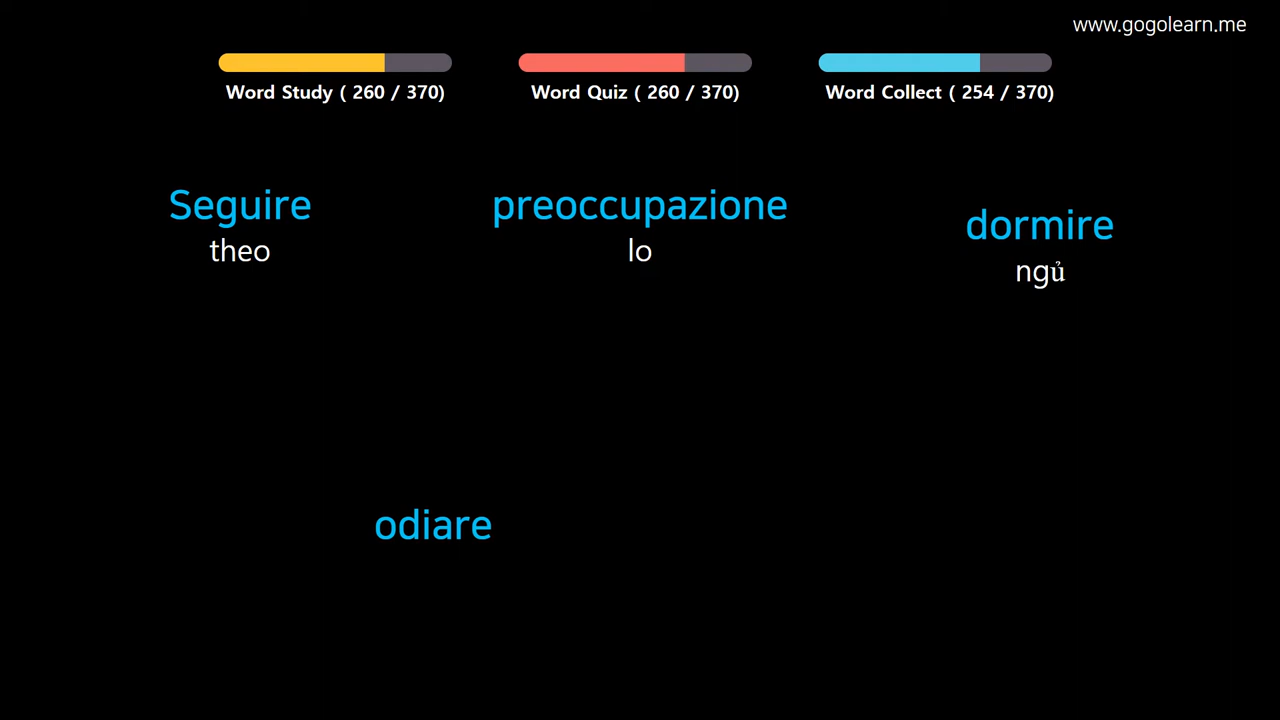 www.gogolearn.me
Word Study ( 260 / 370)
Word Quiz ( 260 / 370)
Word Collect ( 254 / 370)
Seguire
theo
preoccupazione
lo
dormire
ngủ
odiare